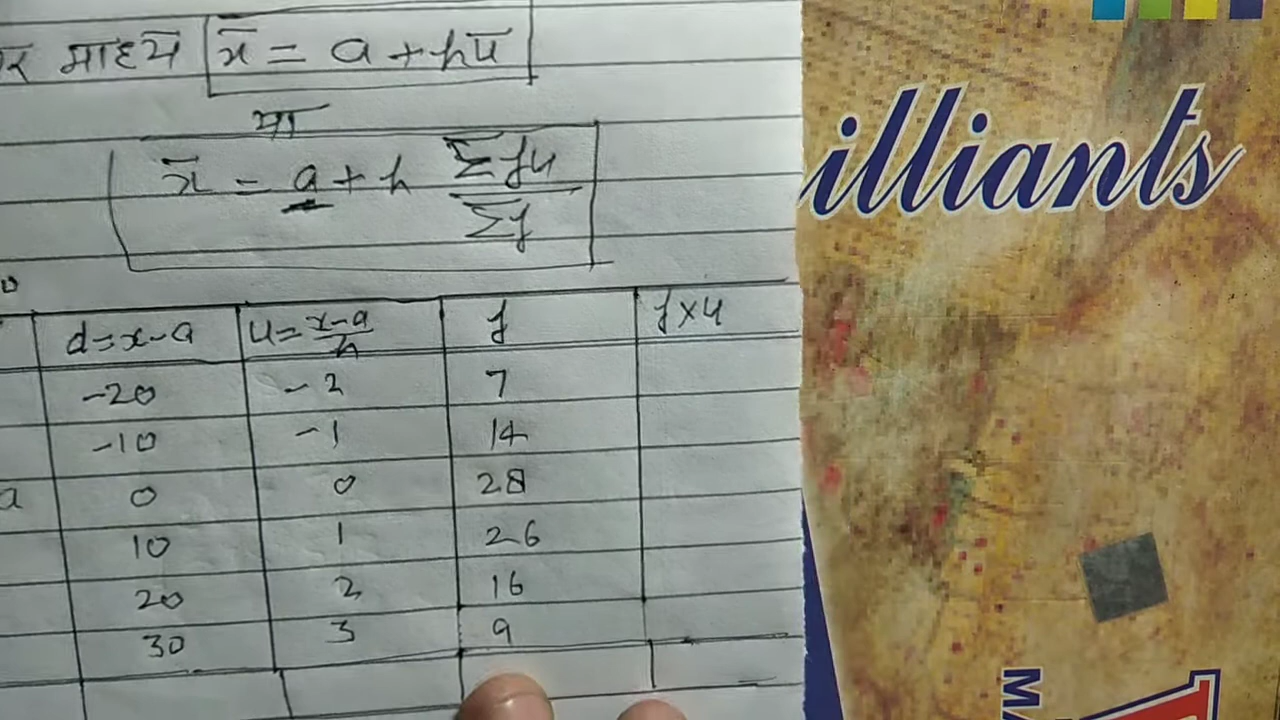 माध्य x̄ = a + hū
या
x̄ = a + h Σfu / Σf
d=x-a u=x-a/h f f×u
-20 -2 7
-10 -1 14
a 0 0 28
10 1 26
20 2 16
30 3 9
illiants
MA